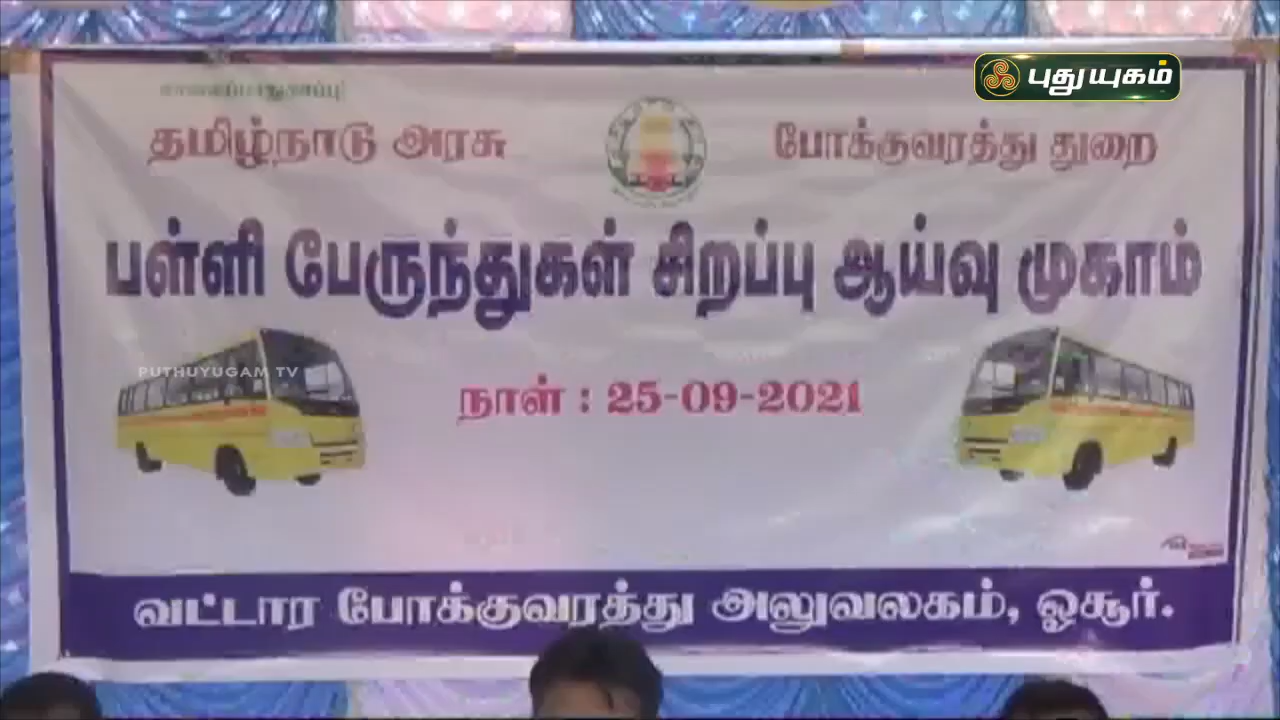 புதுயுகம்
தமிழ்நாடு அரசு போக்குவரத்து துறை
பள்ளி பேருந்துகள் சிறப்பு ஆய்வு முகாம்
PUTHUYUGAM TV
நாள் : 25-09-2021
வட்டார போக்குவரத்து அலுவலகம், ஓசூர்.